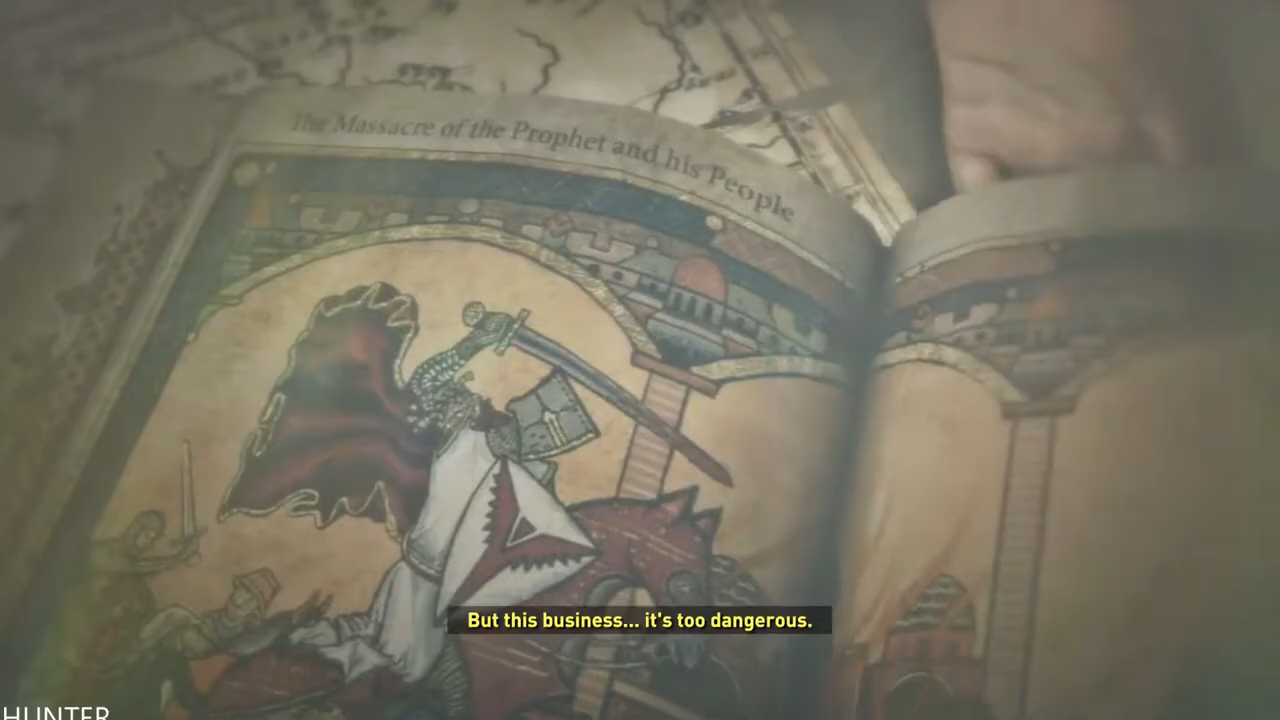 The Massacre of the Prophet and his People
But this business... it's too dangerous.
HUNTER